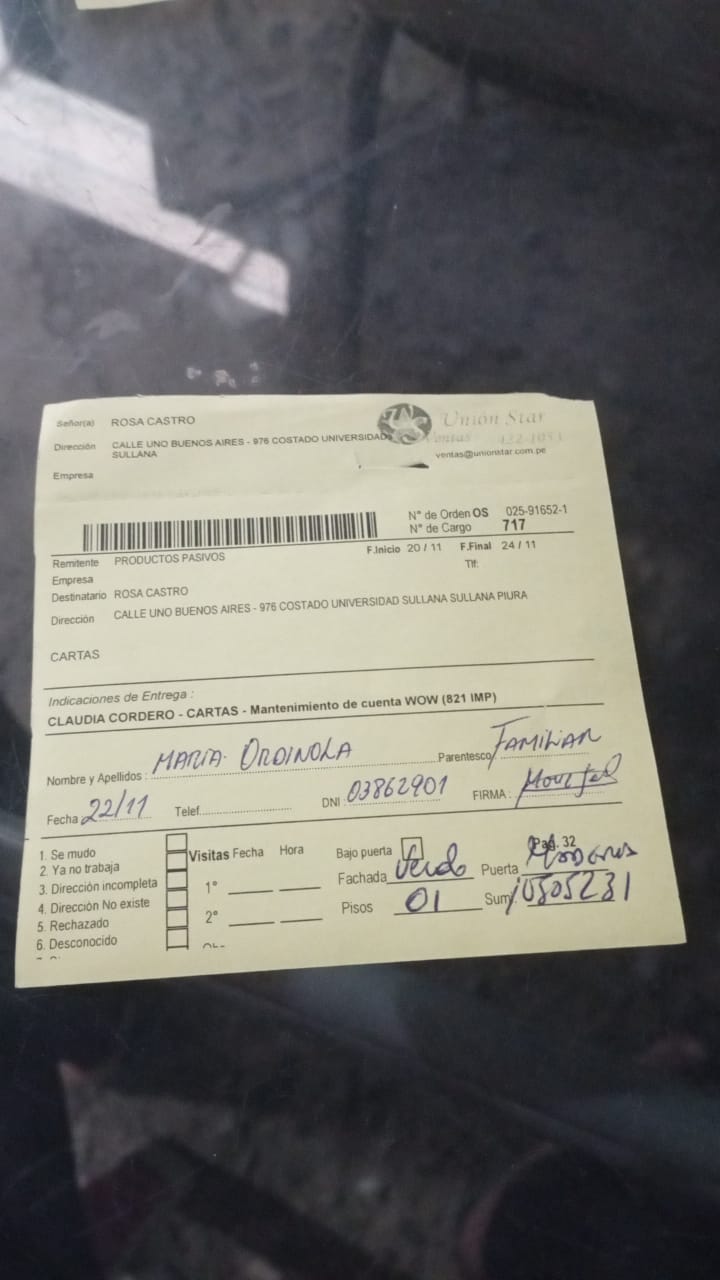 Señor(a) ROSA CASTRO
Unión Star
Dirección CALLE UNO BUENOS AIRES - 976 COSTADO UNIVERSIDAD
SULLANA
Ventas 422-1053
ventas@unionstar.com.pe
Empresa
N° de Orden OS 025-91652-1
N° de Cargo 717
Remitente PRODUCTOS PASIVOS
F.Inicio 20 / 11 F.Final 24 / 11
Empresa
Tlf:
Destinatario ROSA CASTRO
Dirección CALLE UNO BUENOS AIRES - 976 COSTADO UNIVERSIDAD SULLANA SULLANA PIURA
CARTAS
Indicaciones de Entrega :
CLAUDIA CORDERO - CARTAS - Mantenimiento de cuenta WOW (821 IMP)
Nombre y Apellidos : MARIA ORDINOLA Parentesco FAMILIAR
Fecha 22/11 Telef. DNI : 03862901 FIRMA :
1. Se mudo
2. Ya no trabaja
3. Dirección incompleta
4. Dirección No existe
5. Rechazado
6. Desconocido
Visitas Fecha Hora
1°
2°
Bajo puerta
Pag. 32
Fachada Verde Puerta
Pisos 01 Sum. 10505231